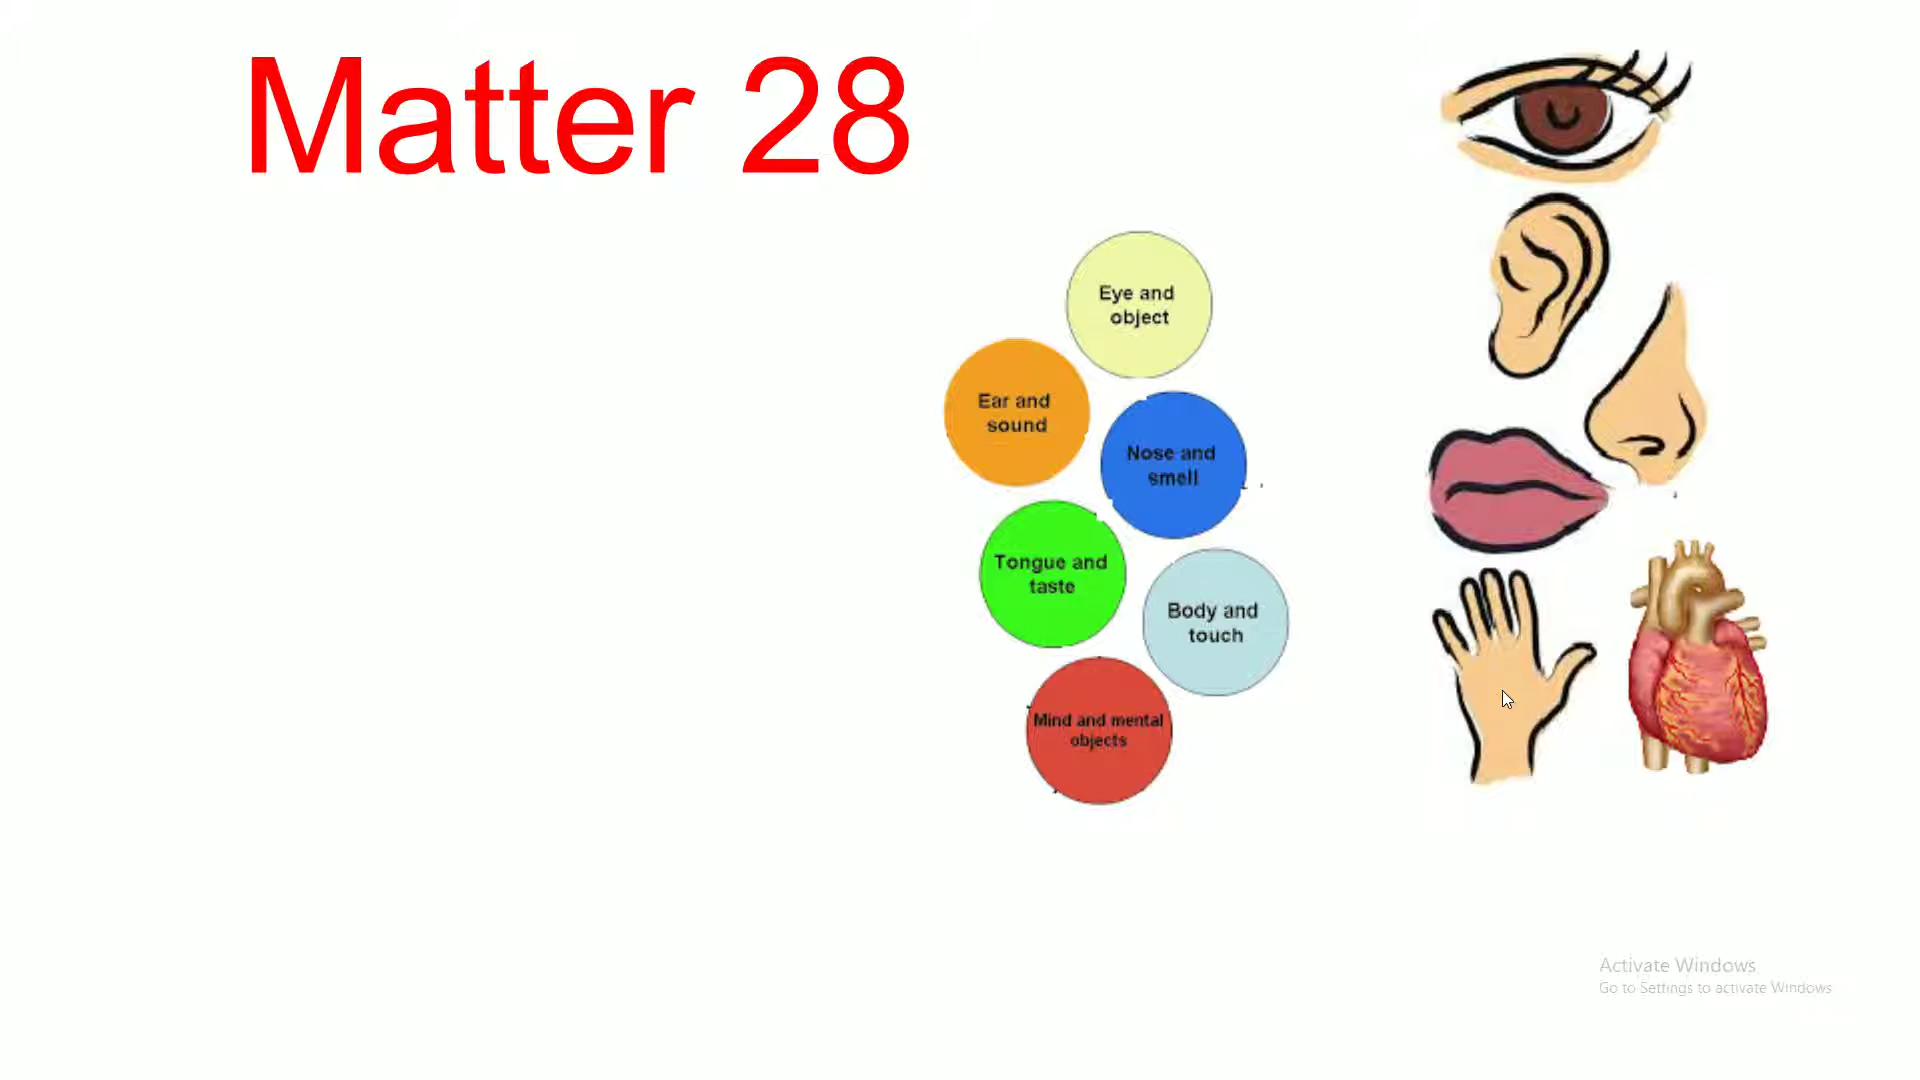 Matter 28
Eye and
object
Ear and
sound
Nose and
smell
Tongue and
taste
Body and
touch
Mind and mental
objects
Activate Windows
Go to Settings to activate Windows